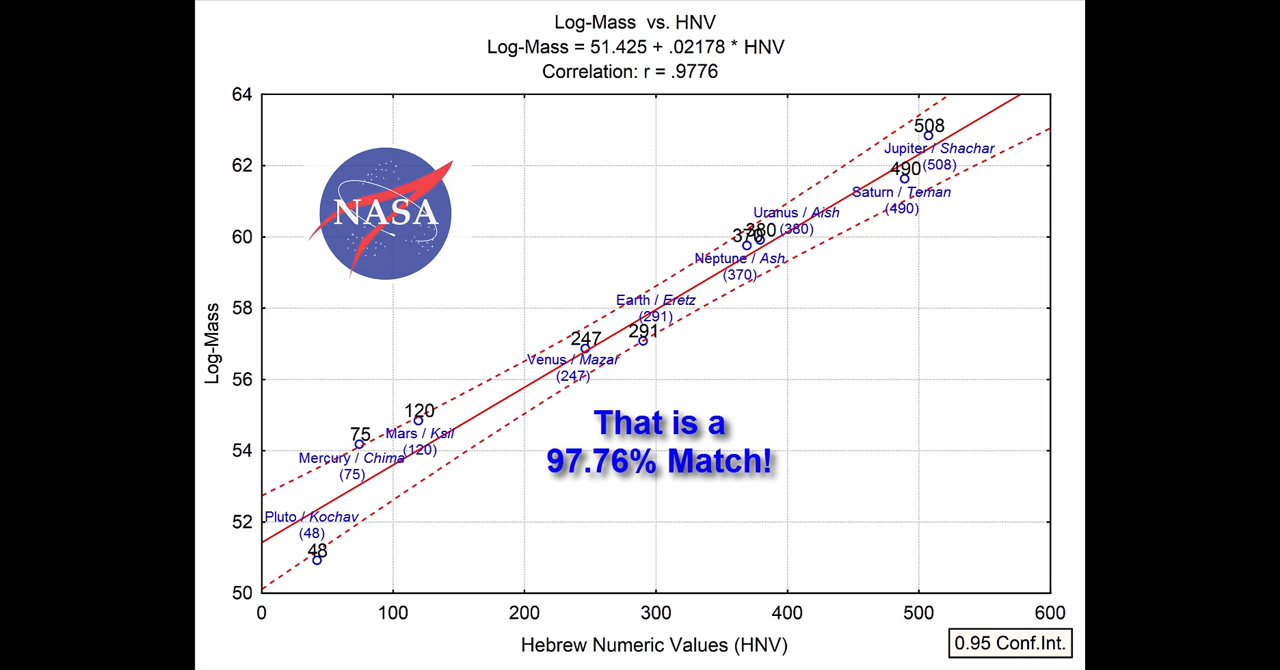 Log-Mass vs. HNV
Log-Mass = 51.425 + .02178 * HNV
Correlation: r = .9776
64
62
60
58
56
54
52
50
Log-Mass
NASA
508
Jupiter / Shachar
(508)
490
Saturn / Teman
(490)
Uranus / Aish
(380)
380
370
Neptune / Ash
(370)
Earth / Eretz
(291)
291
247
Venus / Mazar
(247)
120
Mars / Ksil
(120)
75
Mercury / Chima
(75)
Pluto / Kochav
(48)
48
That is a
97.76% Match!
0 100 200 300 400 500 600
Hebrew Numeric Values (HNV)
0.95 Conf.Int.